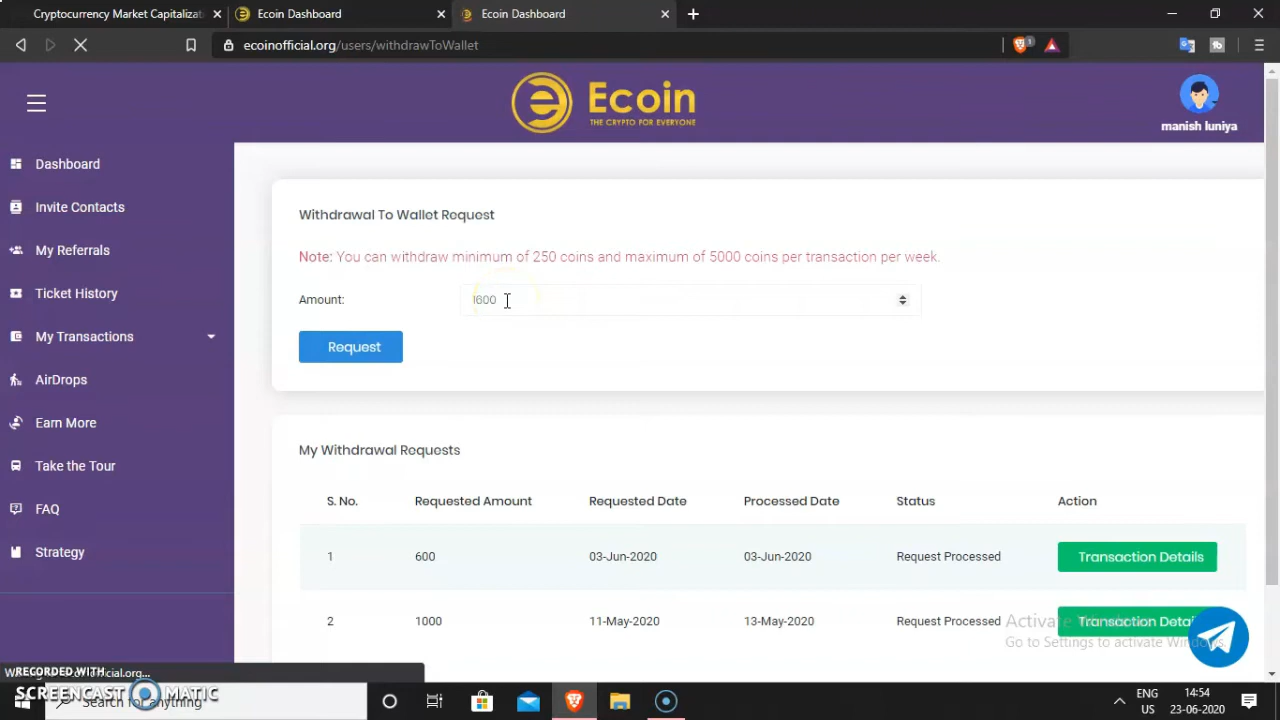 Cryptocurrency Market Capitaliza
Ecoin Dashboard
Ecoin Dashboard
ecoinofficial.org/users/withdrawToWallet
1
Ecoin
THE CRYPTO FOR EVERYONE
manish luniya
Dashboard
Invite Contacts
My Referrals
Ticket History
My Transactions
AirDrops
Earn More
Take the Tour
FAQ
Strategy
Withdrawal To Wallet Request
Note: You can withdraw minimum of 250 coins and maximum of 5000 coins per transaction per week.
Amount: 1600
Request
My Withdrawal Requests
S. No. Requested Amount Requested Date Processed Date Status Action
1 600 03-Jun-2020 03-Jun-2020 Request Processed Transaction Details
2 1000 11-May-2020 13-May-2020 Request Processed Transaction Detai
Activate Windows
Go to Settings to activate Windows.
RECORDED WITH
SCREENCAST MATIC
Search for anything
ENG
US
14:54
23-06-2020